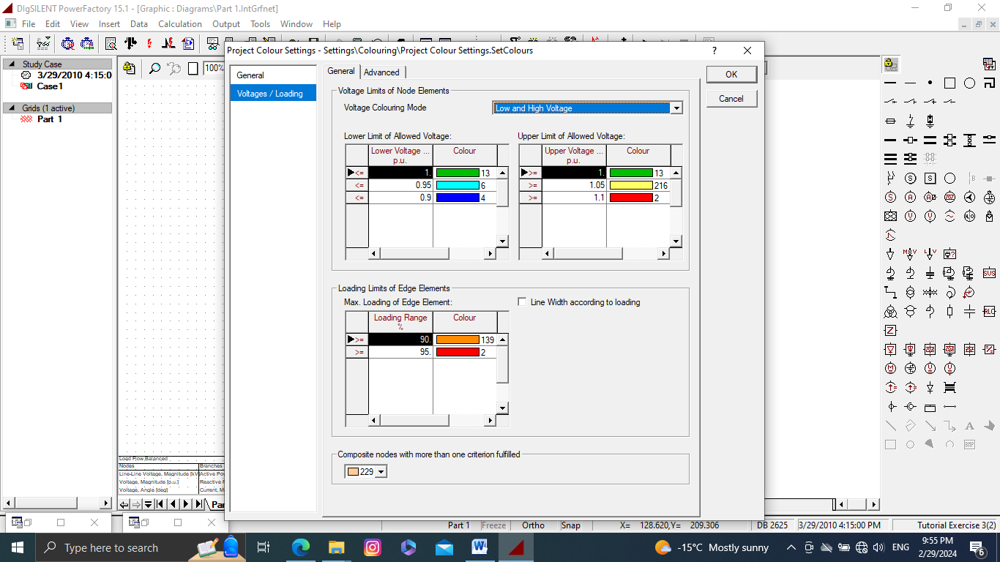 DIgSILENT PowerFactory 15.1 - [Graphic : Diagrams\Part 1.IntGrfnet]
File Edit View Insert Data Calculation Output Tools Window Help
Project Colour Settings - Settings\Colouring\Project Colour Settings.SetColours
?
Study Case
3/29/2010 4:15:0
Case1
Grids (1 active)
Part 1
100%
General
Voltages / Loading
General Advanced
OK
Cancel
Voltage Limits of Node Elements
Voltage Colouring Mode
Low and High Voltage
Lower Limit of Allowed Voltage:
Upper Limit of Allowed Voltage:
Lower Voltage ... Colour
p.u.
Upper Voltage ... Colour
p.u.
<= 1. 13
<= 0.95 6
<= 0.9 4
>= 1. 13
>= 1.05 216
>= 1.1 2
Loading Limits of Edge Elements
Max. Loading of Edge Element:
Line Width according to loading
Loading Range Colour
%
>= 90. 139
>= 95. 2
Composite nodes with more than one criterion fulfilled
229
Load Flow,Balanced
Nodes Branches
Line-Line Voltage, Magnitude [kV Active Po
Voltage, Magnitude [p.u.] Reactive
Voltage, Angle [deg] Current, M
Par
SVS
RLC
BMP
Part 1 Freeze Ortho Snap X= 128.620,Y= 209.306 DB 2625 3/29/2010 4:15:00 PM Tutorial Exercise 3(2)
Type here to search
-15°C Mostly sunny
ENG
9:55 PM
2/29/2024
6